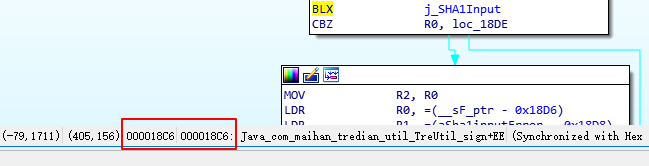 BLX j_SHA1Input
CBZ R0, loc_18DE
MOV R2, R0
LDR R0, =(__sF_ptr - 0x18D6)
LDR R1, =(aSha1inputError - 0x18D8)
(-79,1711) (405,156) 000018C6 000018C6: Java_com_maihan_tredian_util_TreUtil_sign+EE (Synchronized with Hex